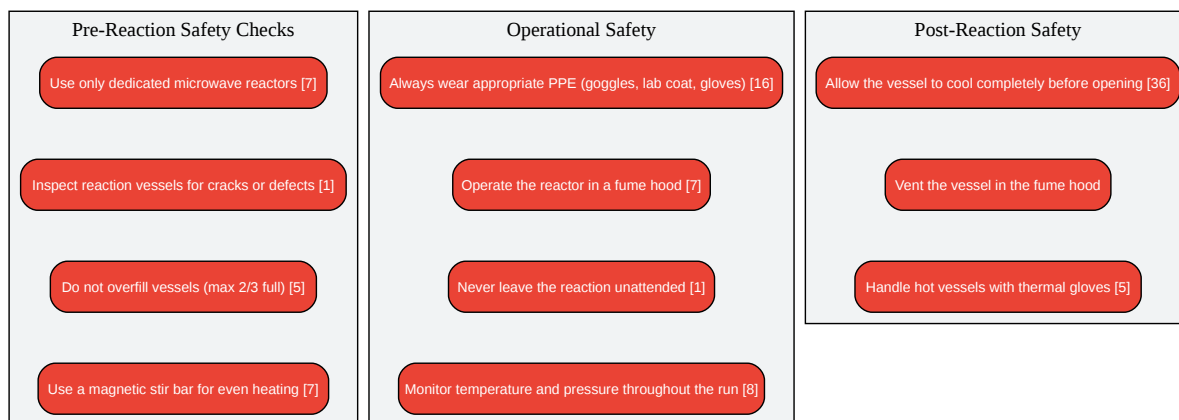 Pre-Reaction Safety Checks
Use only dedicated microwave reactors [7]
Inspect reaction vessels for cracks or defects [1]
Do not overfill vessels (max 2/3 full) [5]
Use a magnetic stir bar for even heating [7]
Operational Safety
Always wear appropriate PPE (goggles, lab coat, gloves) [16]
Operate the reactor in a fume hood [7]
Never leave the reaction unattended [1]
Monitor temperature and pressure throughout the run [8]
Post-Reaction Safety
Allow the vessel to cool completely before opening [36]
Vent the vessel in the fume hood
Handle hot vessels with thermal gloves [5]